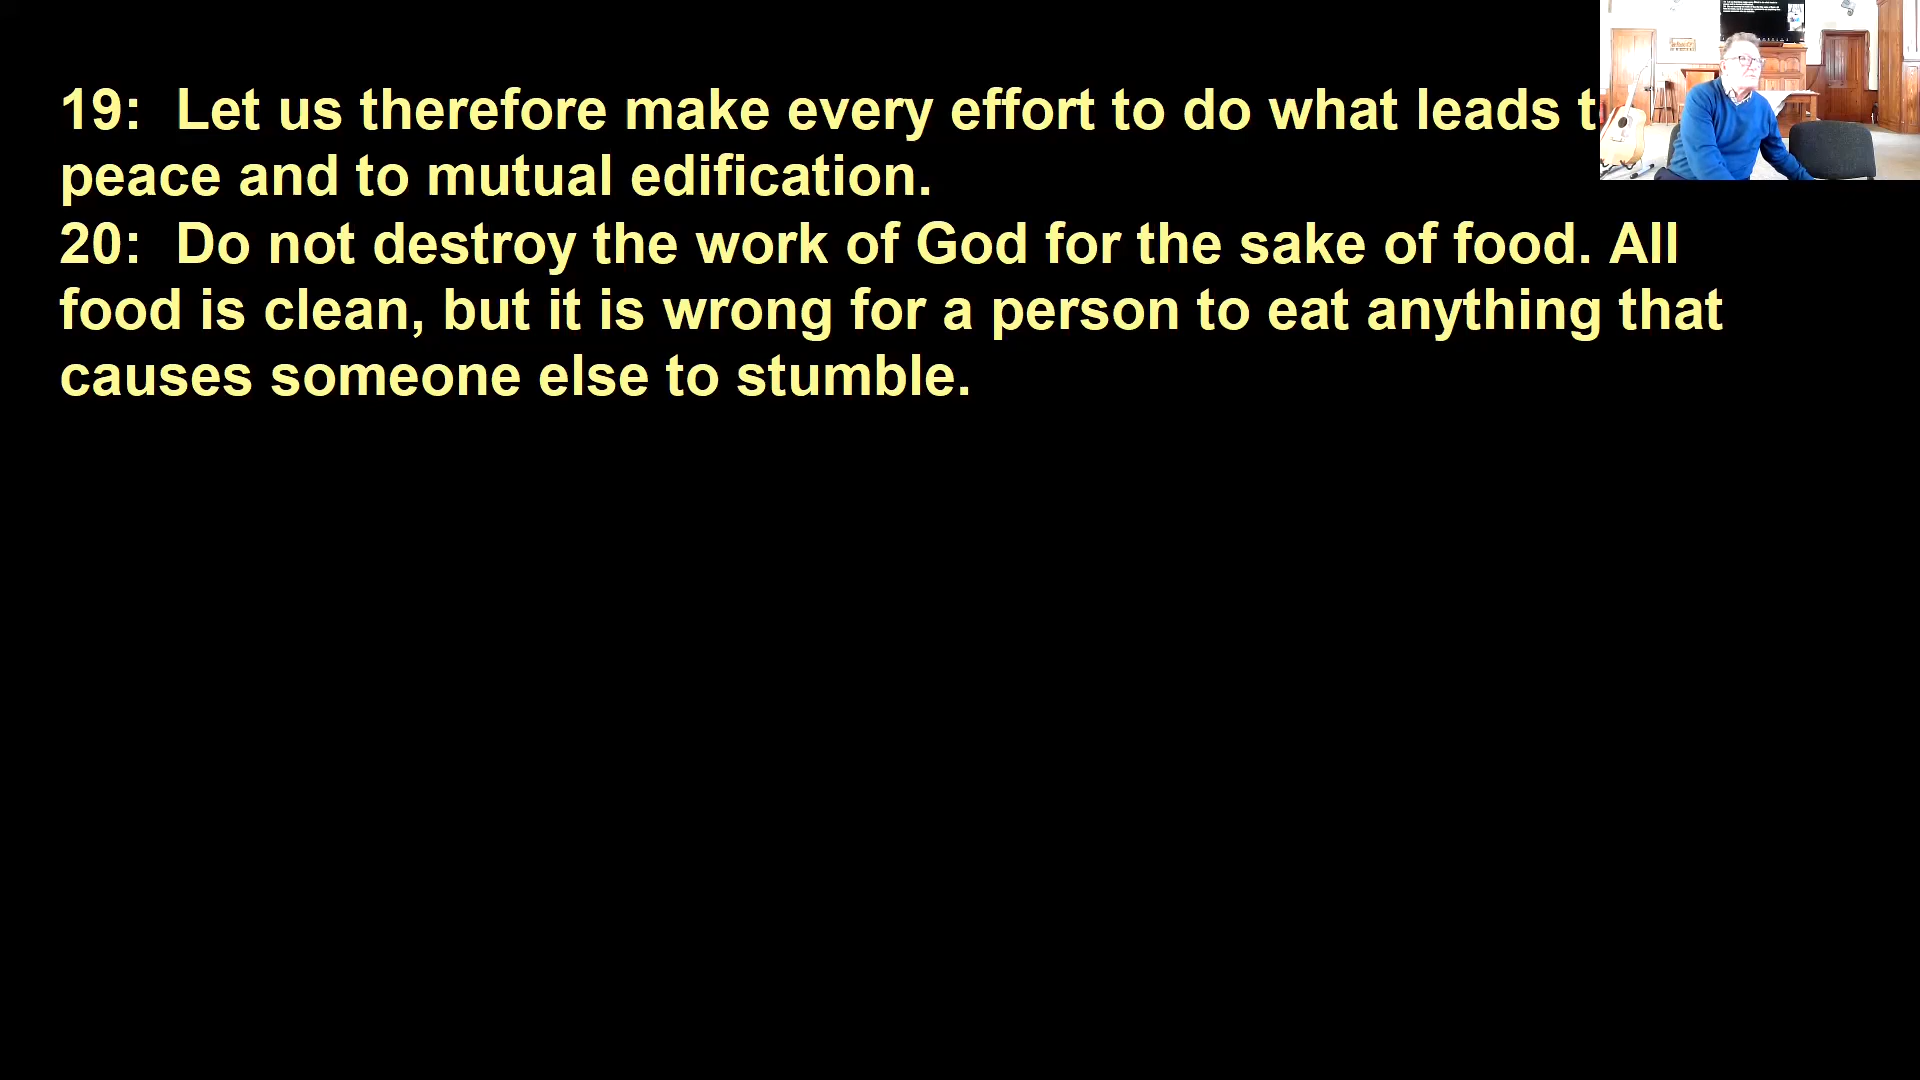 19:  Let us therefore make every effort to do what leads t
peace and to mutual edification.
20:  Do not destroy the work of God for the sake of food. All
food is clean, but it is wrong for a person to eat anything that
causes someone else to stumble.